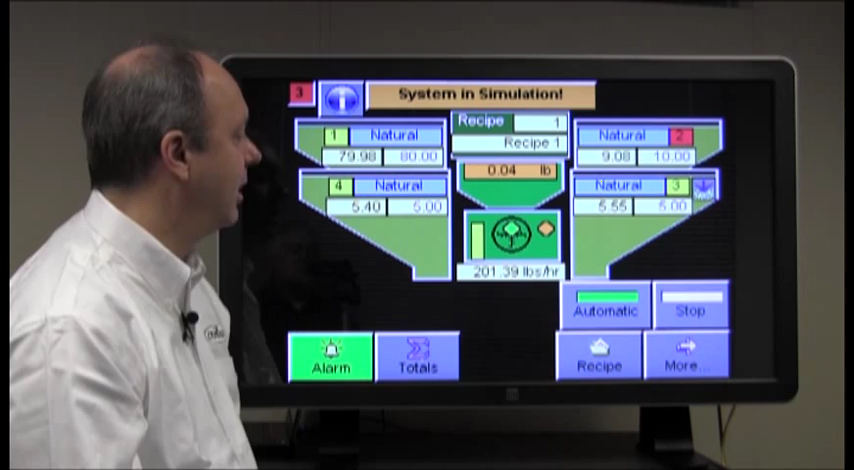 3
System in Simulation!
1 Natural
79.98 80.00
Recipe 1
Recipe 1
Natural 2
9.08 10.00
4 Natural
5.40 5.00
0.04 lb
Natural 3
5.55 5.00
201.39 lbs/hr
Automatic
Stop
Alarm
Totals
Recipe
More...